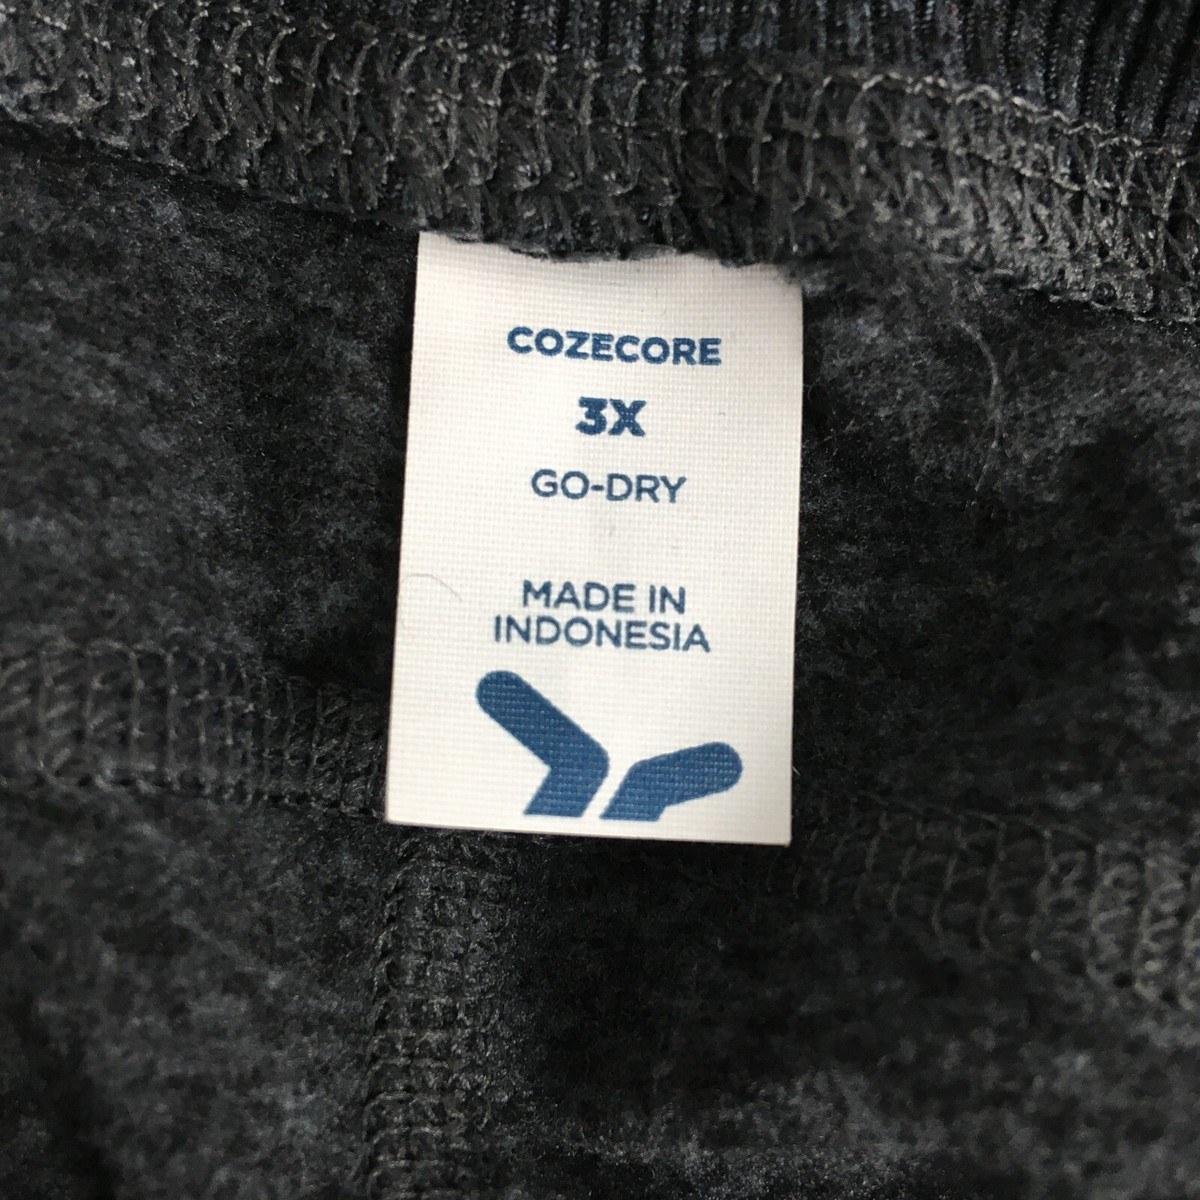 COZECORE
3X
GO-DRY
MADE IN
INDONESIA